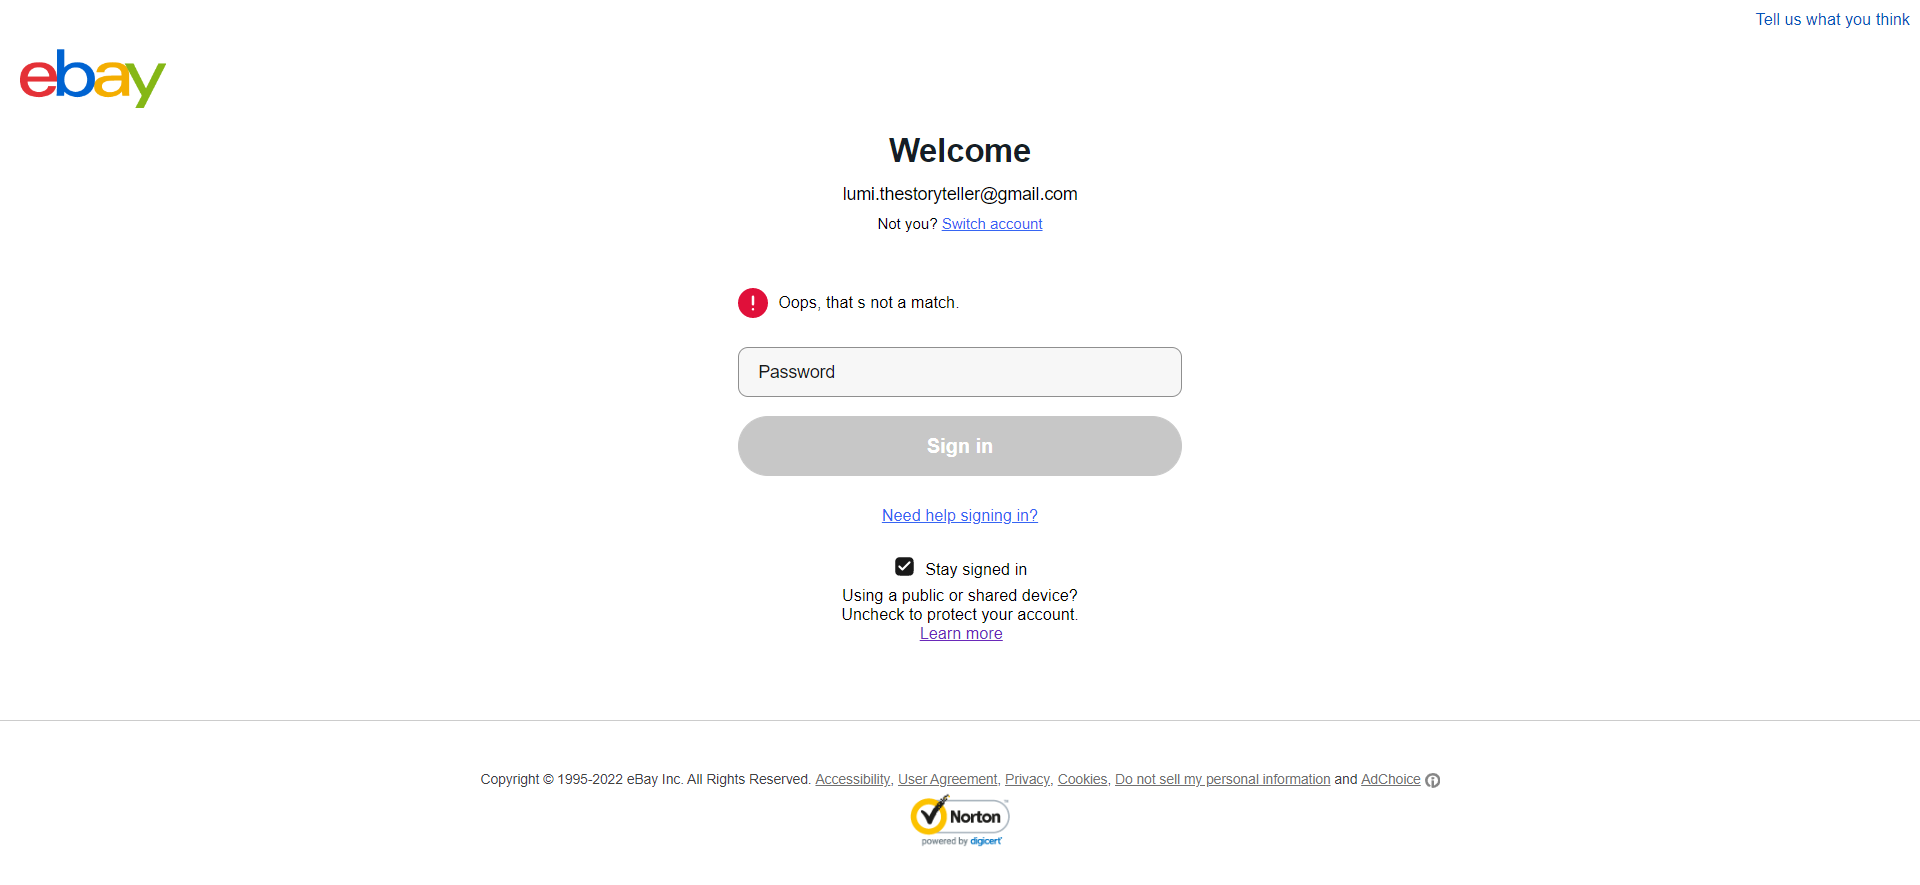 Tell us what you think
ebay
Welcome
lumi.thestoryteller@gmail.com
Not you? Switch account
! Oops, that s not a match.
Password
Sign in
Need help signing in?
Stay signed in
Using a public or shared device?
Uncheck to protect your account.
Learn more
Copyright © 1995-2022 eBay Inc. All Rights Reserved. Accessibility, User Agreement, Privacy, Cookies, Do not sell my personal information and AdChoice
Norton
powered by digicert